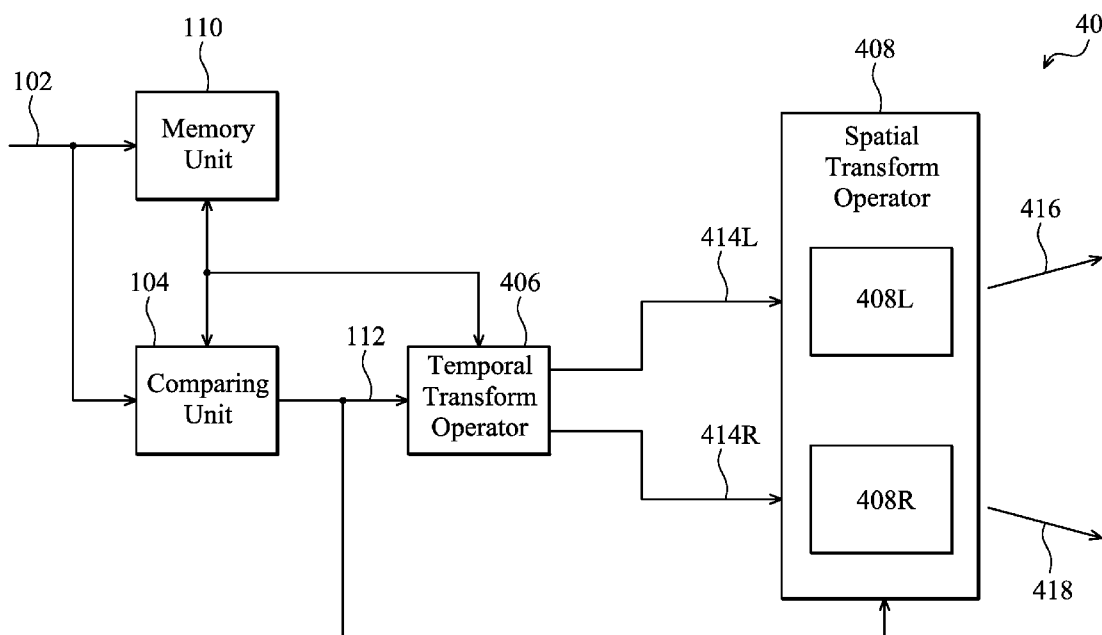 40
110
408
102
Memory
Unit
Spatial
Transform
Operator
416
414L
104
406
408L
112
Comparing
Unit
Temporal
Transform
Operator
414R
408R
418